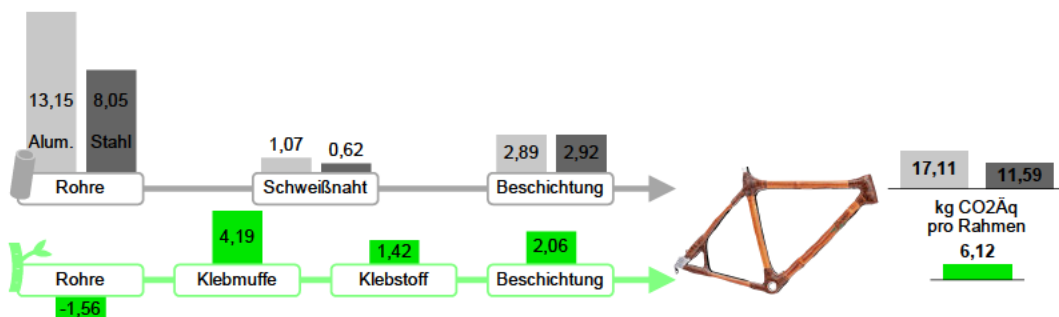 13,15 8,05
Alum. Stahl
1,07 0,62
2,89 2,92
Rohre Schweißnaht Beschichtung
17,11 11,59
kg CO2Äq
pro Rahmen
6,12
4,19 1,42 2,06
Rohre Klebmuffe Klebstoff Beschichtung
-1,56